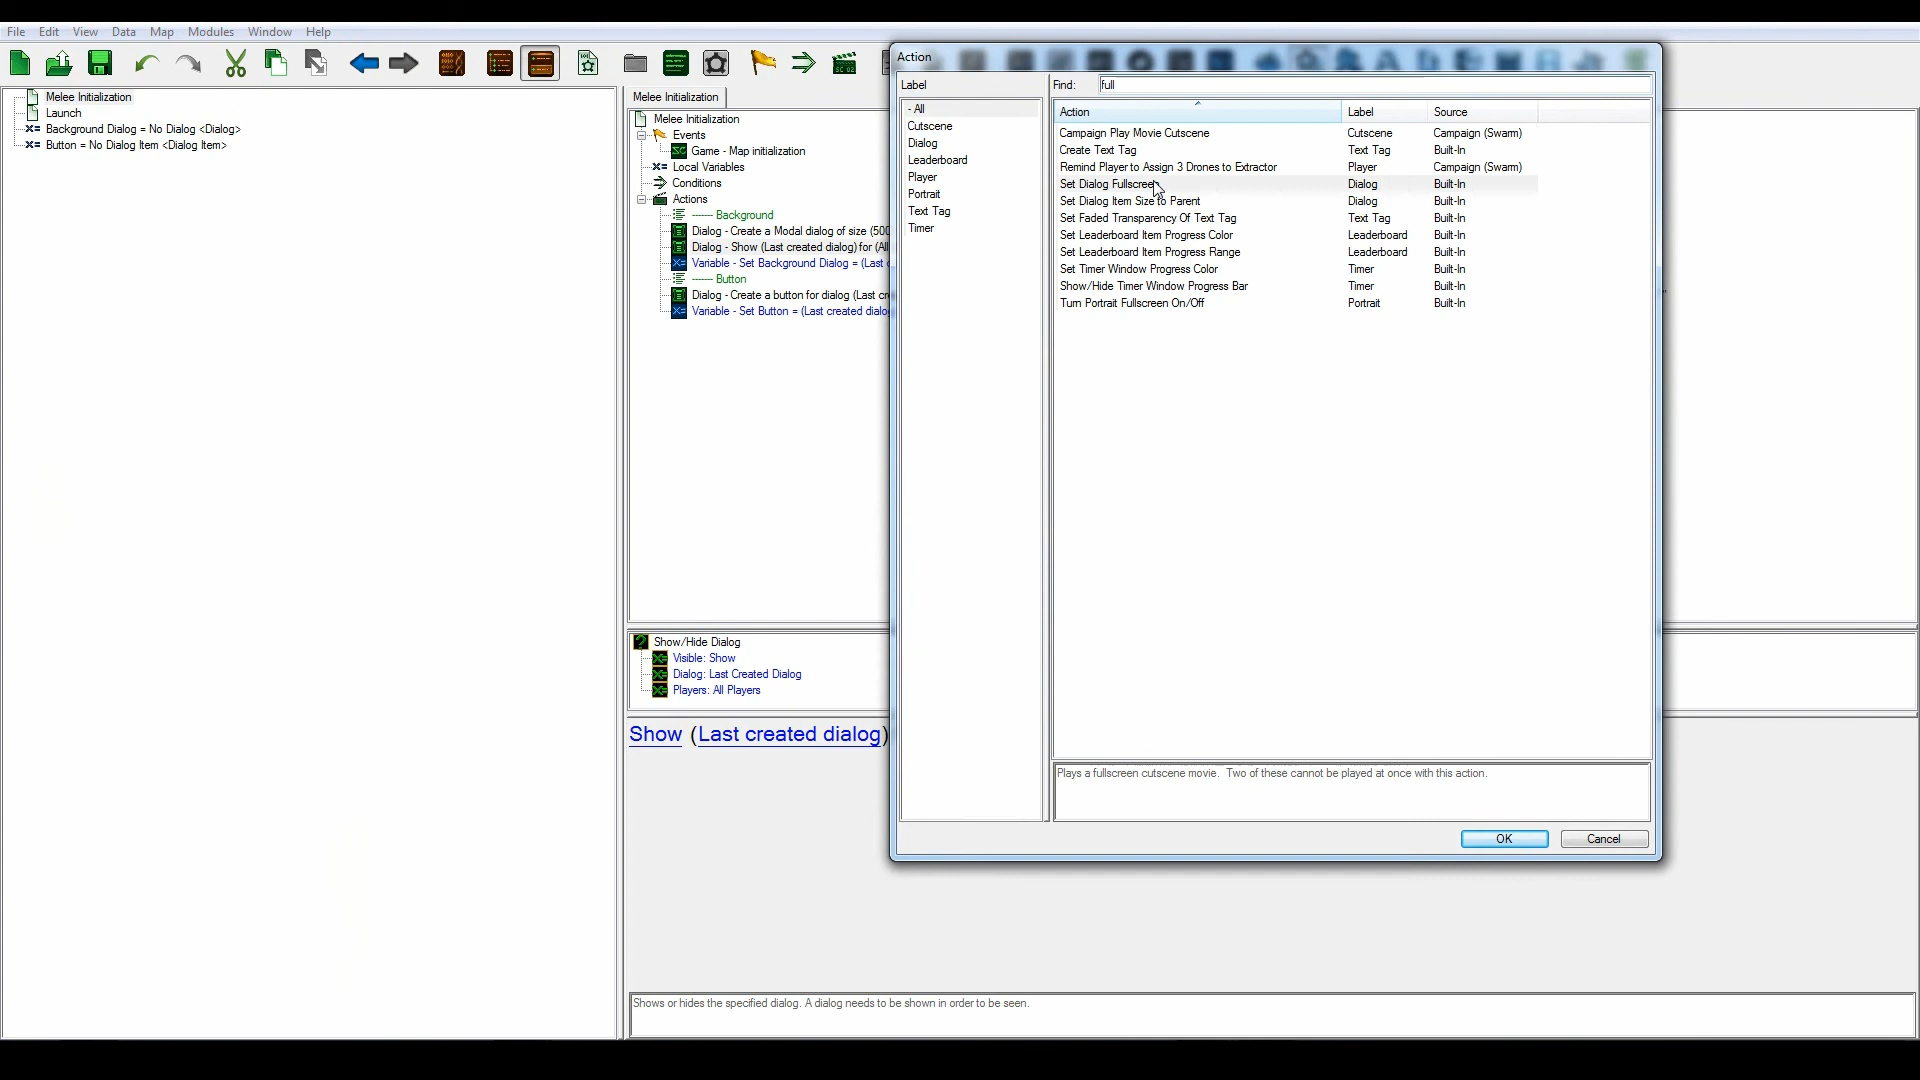 File Edit View Data Map Modules Window Help
Action
Melee Initialization
Launch
Background Dialog = No Dialog <Dialog>
Button = No Dialog Item <Dialog Item>
Melee Initialization
Melee Initialization
Events
Game - Map initialization
Local Variables
Conditions
Actions
------- Background
Dialog - Create a Modal dialog of size (500
Dialog - Show (Last created dialog) for (All
Variable - Set Background Dialog = (Last
------- Button
Dialog - Create a button for dialog (Last
Variable - Set Button = (Last created dialog
Label
- All
Cutscene
Dialog
Leaderboard
Player
Portrait
Text Tag
Timer
Find: full
Action Label Source
Campaign Play Movie Cutscene Cutscene Campaign (Swarm)
Create Text Tag Text Tag Built-In
Remind Player to Assign 3 Drones to Extractor Player Campaign (Swarm)
Set Dialog Fullscreen Dialog Built-In
Set Dialog Item Size to Parent Dialog Built-In
Set Faded Transparency Of Text Tag Text Tag Built-In
Set Leaderboard Item Progress Color Leaderboard Built-In
Set Leaderboard Item Progress Range Leaderboard Built-In
Set Timer Window Progress Color Timer Built-In
Show/Hide Timer Window Progress Bar Timer Built-In
Turn Portrait Fullscreen On/Off Portrait Built-In
Plays a fullscreen cutscene movie. Two of these cannot be played at once with this action.
OK Cancel
Show/Hide Dialog
Visible: Show
Dialog: Last Created Dialog
Players: All Players
Show (Last created dialog)
Shows or hides the specified dialog. A dialog needs to be shown in order to be seen.